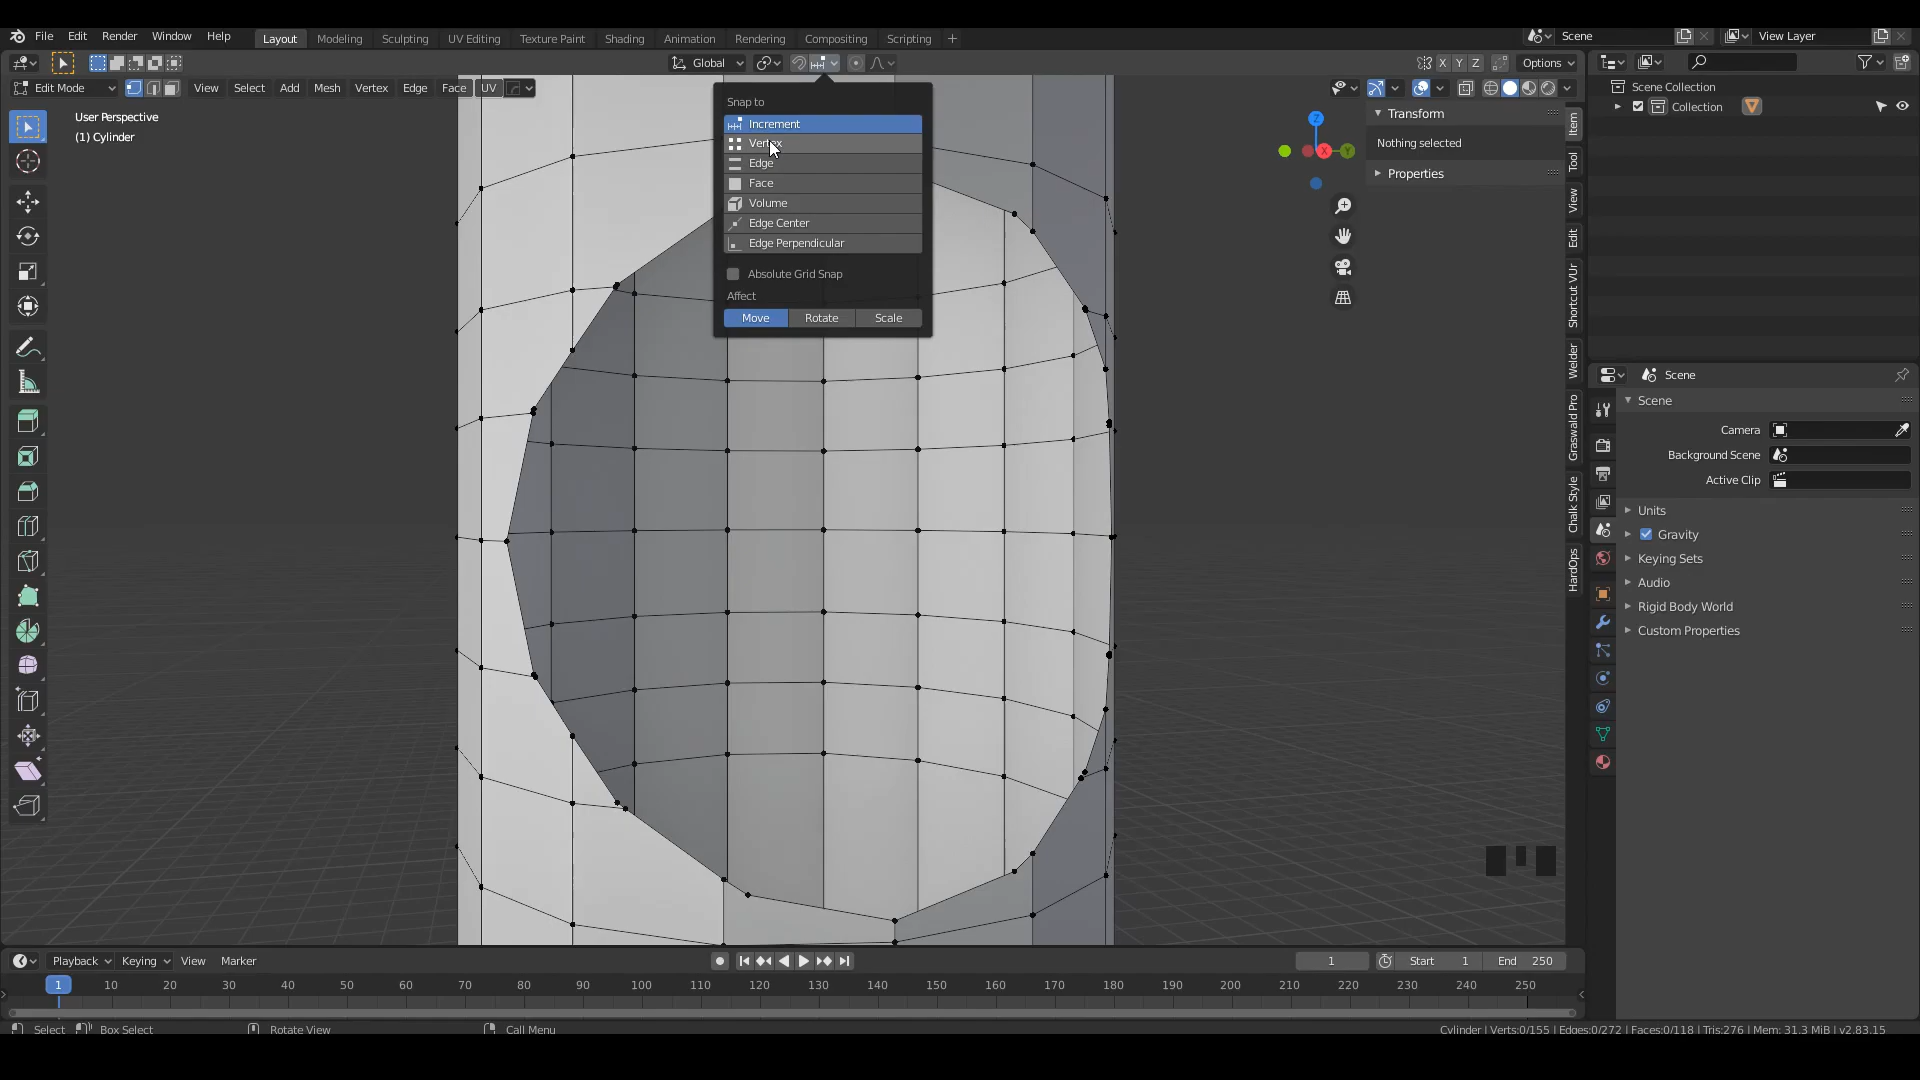 File Edit Render Window Help
Layout Modeling Sculpting UV Editing Texture Paint Shading Animation Rendering Compositing Scripting +
Scene View Layer
Global X Y Z Options
Edit Mode View Select Add Mesh Vertex Edge Face UV
User Perspective
(1) Cylinder
Snap to
Increment
Vertex
Edge
Face
Volume
Edge Center
Edge Perpendicular
Absolute Grid Snap
Affect
Move Rotate Scale
Z
X
Y
Transform
Nothing selected
Properties
Item
Tool
View
Edit
Shortcut VUr
Welder
Graswald Pro
Chalk Style
HardOps
Scene Collection
Collection
Scene
Scene
Camera
Background Scene
Active Clip
Units
Gravity
Keying Sets
Audio
Rigid Body World
Custom Properties
Playback Keying View Marker
1 Start 1 End 250
1 10 20 30 40 50 60 70 80 90 100 110 120 130 140 150 160 170 180 190 200 210 220 230 240 250
Select Box Select Rotate View Call Menu
Cylinder | Verts:0/155 | Edges:0/272 | Faces:0/118 | Tris:276 | Mem: 31.3 MiB | v2.83.15